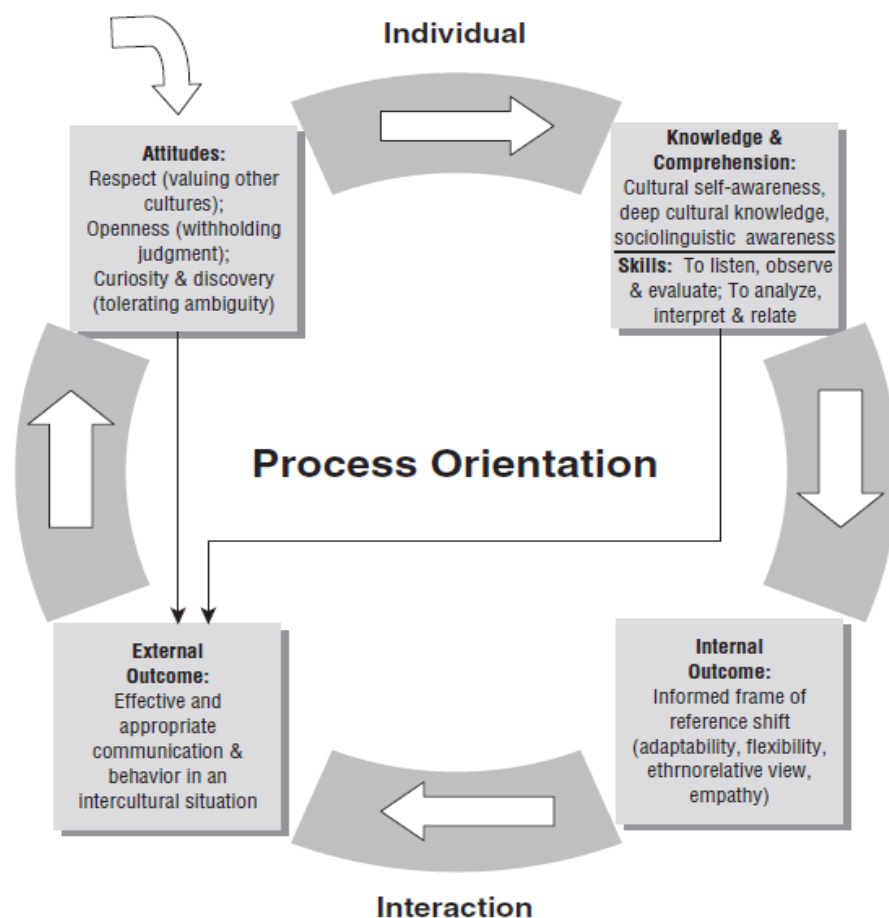 Individual
Attitudes:
Respect (valuing other
cultures);
Openness (withholding
judgment);
Curiosity & discovery
(tolerating ambiguity)
Knowledge &
Comprehension:
Cultural self-awareness,
deep cultural knowledge,
sociolinguistic awareness
Skills: To listen, observe
& evaluate; To analyze,
interpret & relate
Process Orientation
External
Outcome:
Effective and
appropriate
communication &
behavior in an
intercultural situation
Internal
Outcome:
Informed frame of
reference shift
(adaptability, flexibility,
ethrnorelative view,
empathy)
Interaction